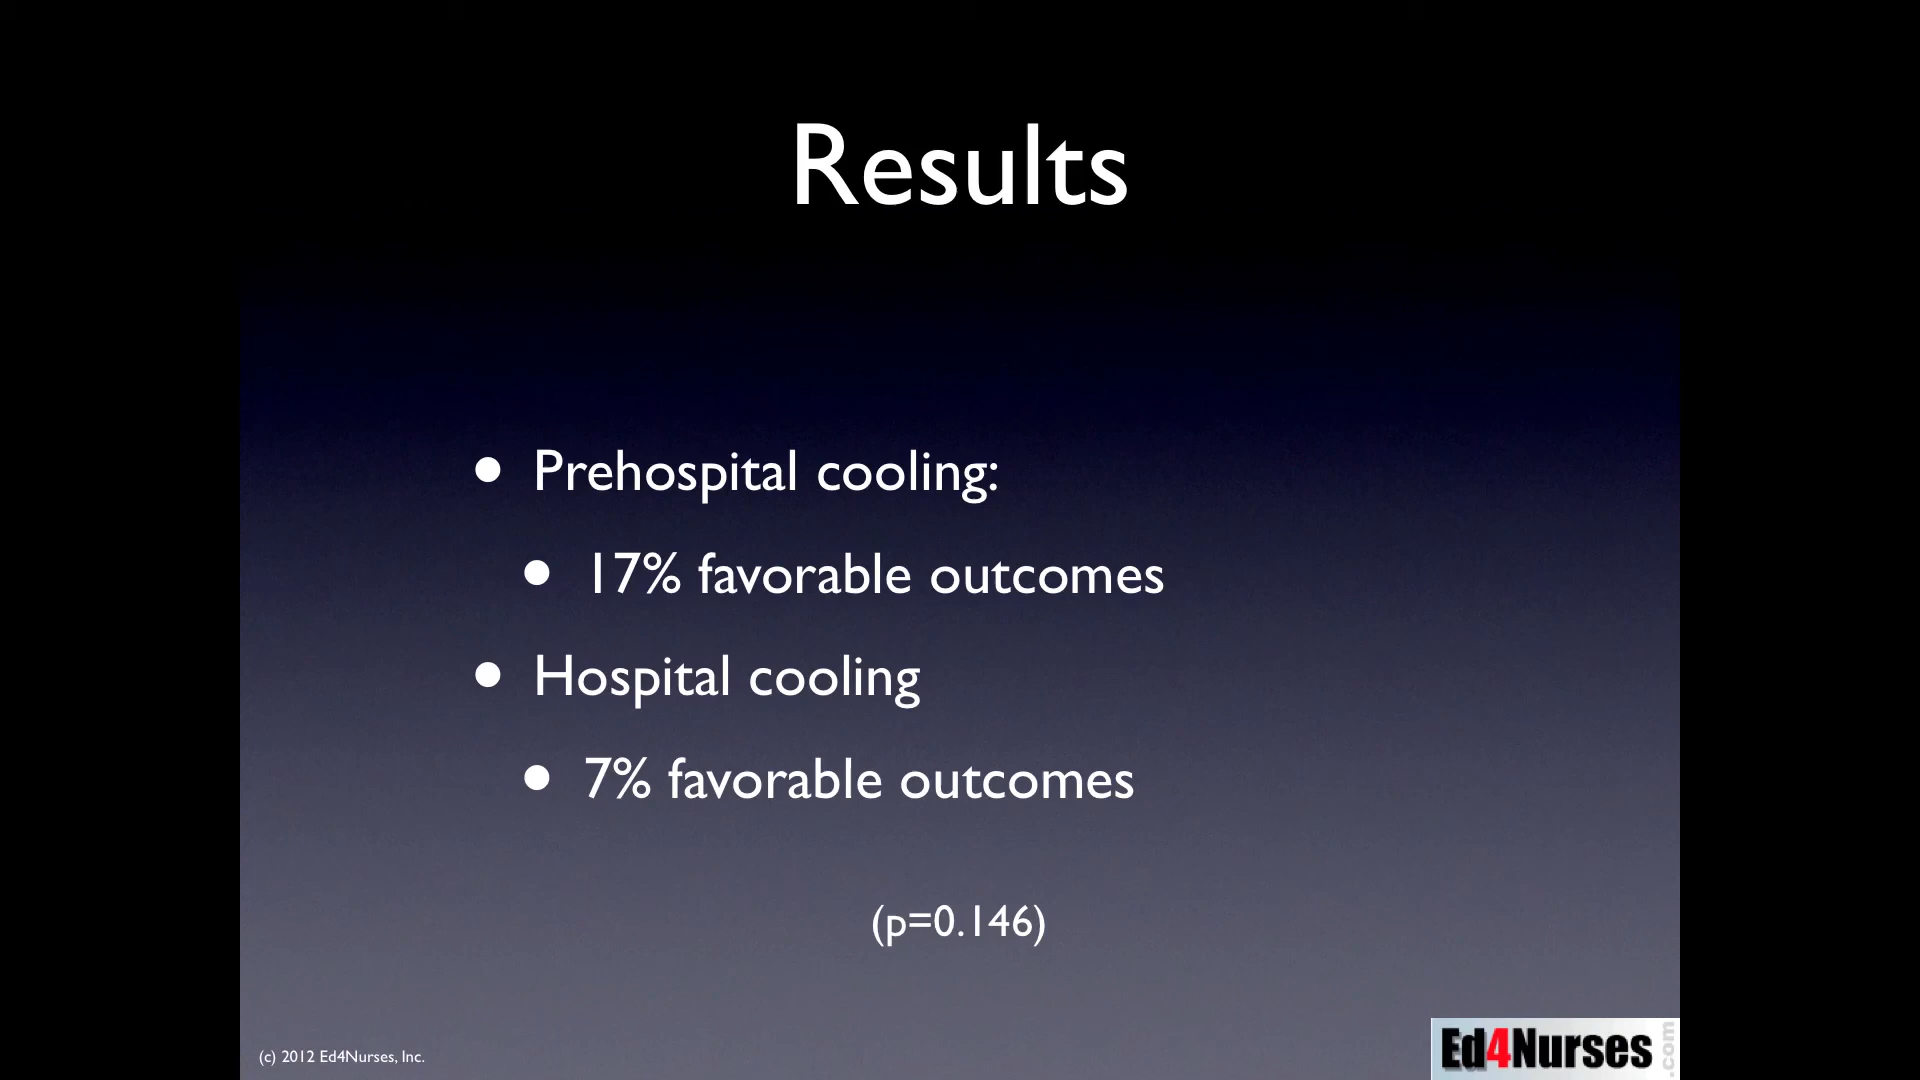 Results
• Prehospital cooling:
• 17% favorable outcomes
• Hospital cooling
• 7% favorable outcomes
(p=0.146)
(c) 2012 Ed4Nurses, Inc.
Ed4Nurses.com